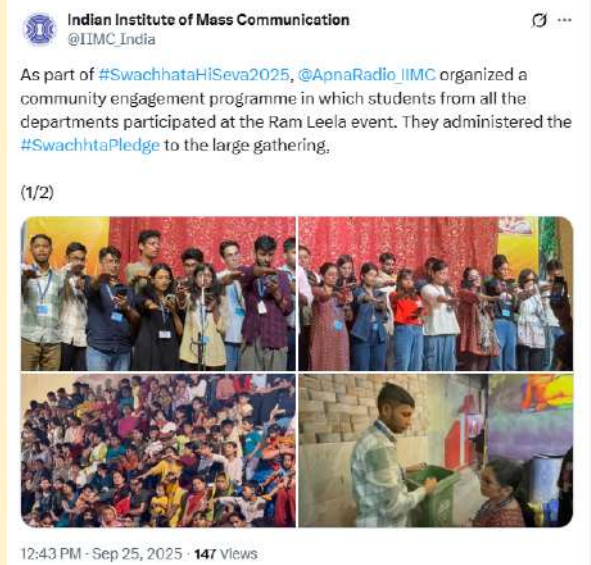 Indian Institute of Mass Communication
@IIMC_India
As part of #SwachhataHiSeva2025, @ApnaRadio_IIMC organized a
community engagement programme in which students from all the
departments participated at the Ram Leela event. They administered the
#SwachhtaPledge to the large gathering,
(1/2)
12:43 PM · Sep 25, 2025 · 147 Views